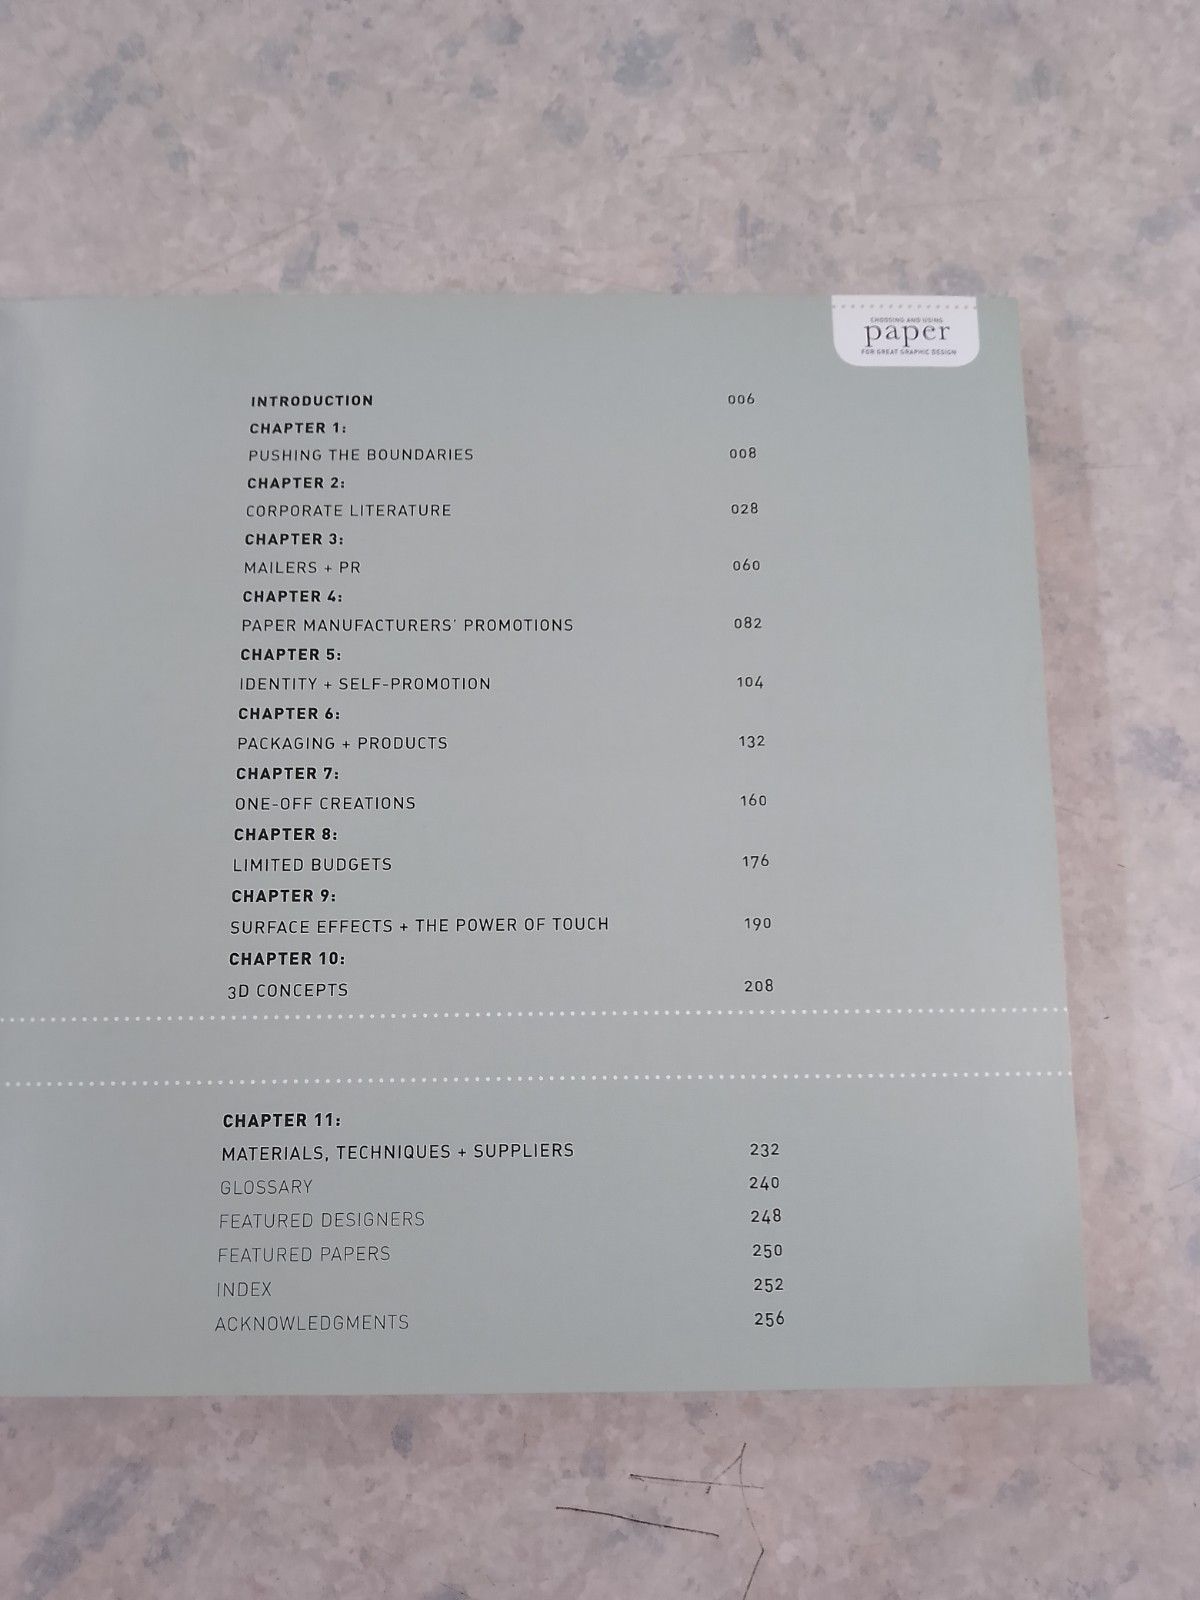 CHOOSING AND USING
paper
FOR GREAT GRAPHIC DESIGN
INTRODUCTION 006
CHAPTER 1:
PUSHING THE BOUNDARIES 008
CHAPTER 2:
CORPORATE LITERATURE 028
CHAPTER 3:
MAILERS + PR 060
CHAPTER 4:
PAPER MANUFACTURERS' PROMOTIONS 082
CHAPTER 5:
IDENTITY + SELF-PROMOTION 104
CHAPTER 6:
PACKAGING + PRODUCTS 132
CHAPTER 7:
ONE-OFF CREATIONS 160
CHAPTER 8:
LIMITED BUDGETS 176
CHAPTER 9:
SURFACE EFFECTS + THE POWER OF TOUCH 190
CHAPTER 10:
3D CONCEPTS 208
CHAPTER 11:
MATERIALS, TECHNIQUES + SUPPLIERS 232
GLOSSARY 240
FEATURED DESIGNERS 248
FEATURED PAPERS 250
INDEX 252
ACKNOWLEDGMENTS 256